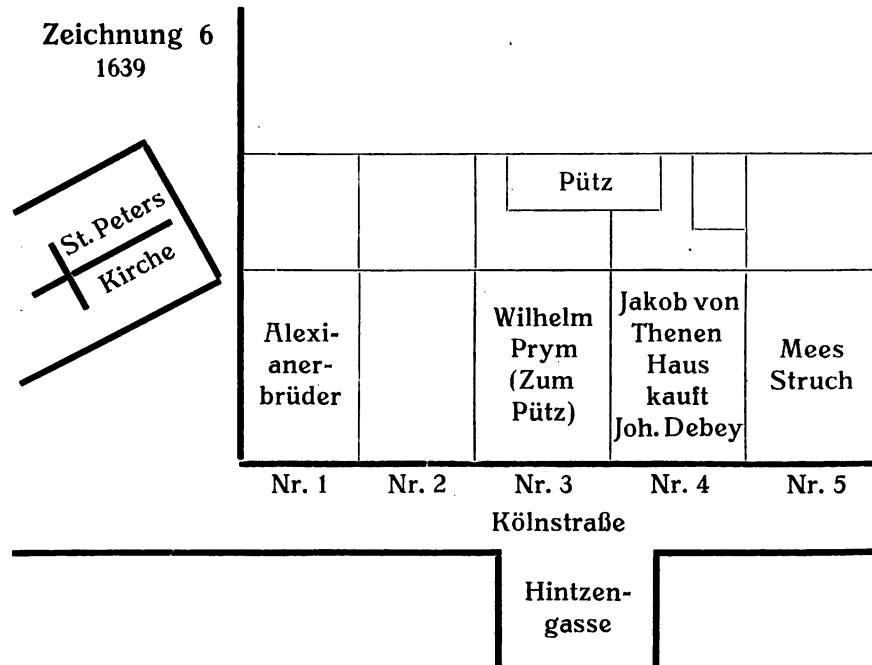 Zeichnung 6
1639
St. Peters
Kirche
Pütz
Alexi-
aner-
brüder
Wilhelm
Prym
(Zum
Pütz)
Jakob von
Thenen
Haus
kauft
Joh. Debey
Mees
Struch
Nr. 1
Nr. 2
Nr. 3
Nr. 4
Nr. 5
Kölnstraße
Hintzen-
gasse